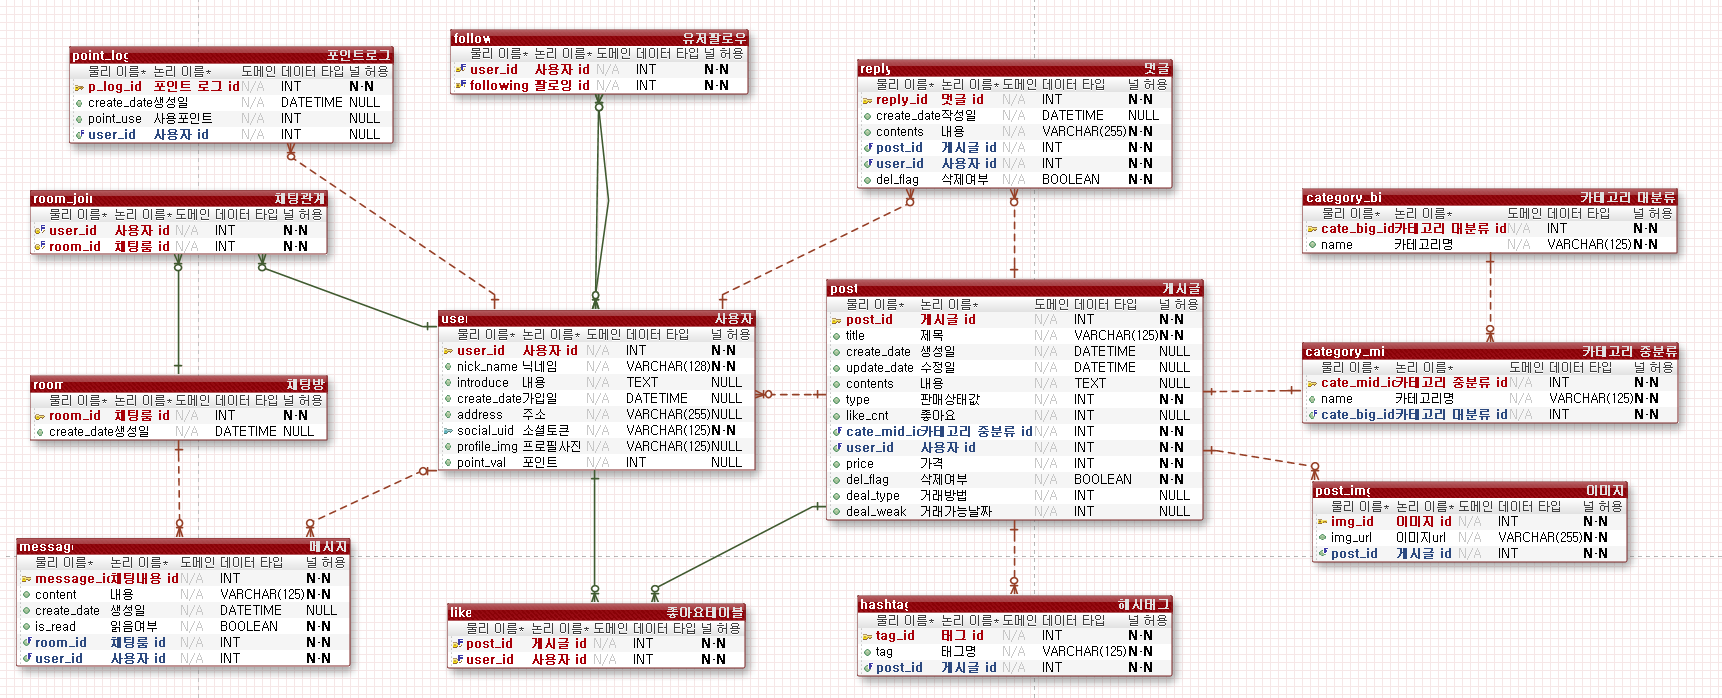 point_log 포인트로그
물리 이름* 논리 이름* 도메인 데이터 타입 널 허용
p_log_id 포인트 로그 id N/A INT N-N
create_date 생성일 N/A DATETIME NULL
point_use 사용포인트 N/A INT NULL
user_id 사용자 id N/A INT NULL
follow 유저팔로우
물리 이름* 논리 이름* 도메인 데이터 타입 널 허용
user_id 사용자 id N/A INT N-N
following 팔로잉 id N/A INT N-N
reply 댓글
물리 이름* 논리 이름* 도메인 데이터 타입 널 허용
reply_id 댓글 id N/A INT N-N
create_date 작성일 N/A DATETIME NULL
contents 내용 N/A VARCHAR(255) N-N
post_id 게시글 id N/A INT N-N
user_id 사용자 id N/A INT N-N
del_flag 삭제여부 N/A BOOLEAN N-N
room_join 채팅관계
물리 이름* 논리 이름* 도메인 데이터 타입 널 허용
user_id 사용자 id N/A INT N-N
room_id 채팅룸 id N/A INT N-N
category_bi 카테고리 대분류
물리 이름* 논리 이름* 도메인 데이터 타입 널 허용
cate_big_id 카테고리 대분류 id N/A INT N-N
name 카테고리명 N/A VARCHAR(125) N-N
user 사용자
물리 이름* 논리 이름* 도메인 데이터 타입 널 허용
user_id 사용자 id N/A INT N-N
nick_name 닉네임 N/A VARCHAR(128) N-N
introduce 내용 N/A TEXT NULL
create_date 가입일 N/A DATETIME NULL
address 주소 N/A VARCHAR(255) NULL
social_uid 소셜토큰 N/A VARCHAR(125) N-N
profile_img 프로필사진 N/A VARCHAR(125) NULL
point_val 포인트 N/A INT NULL
post 게시글
물리 이름* 논리 이름* 도메인 데이터 타입 널 허용
post_id 게시글 id N/A INT N-N
title 제목 N/A VARCHAR(125) N-N
create_date 생성일 N/A DATETIME NULL
update_date 수정일 N/A DATETIME NULL
contents 내용 N/A TEXT NULL
type 판매상태값 N/A INT N-N
like_cnt 좋아요 N/A INT NULL
cate_mid_id 카테고리 중분류 id N/A INT N-N
user_id 사용자 id N/A INT N-N
price 가격 N/A INT N-N
del_flag 삭제여부 N/A BOOLEAN N-N
deal_type 거래방법 N/A INT NULL
deal_weak 거래가능날짜 N/A INT NULL
category_mi 카테고리 중분류
물리 이름* 논리 이름* 도메인 데이터 타입 널 허용
cate_mid_id 카테고리 중분류 id N/A INT N-N
name 카테고리명 N/A VARCHAR(125) N-N
cate_big_id 카테고리 대분류 id N/A INT N-N
room 채팅방
물리 이름* 논리 이름* 도메인 데이터 타입 널 허용
room_id 채팅룸 id N/A INT N-N
create_date 생성일 N/A DATETIME NULL
post_img 이미지
물리 이름* 논리 이름* 도메인 데이터 타입 널 허용
img_id 이미지 id N/A INT N-N
img_url 이미지url N/A VARCHAR(255) N-N
post_id 게시글 id N/A INT N-N
message 메시지
물리 이름* 논리 이름* 도메인 데이터 타입 널 허용
message_id 채팅내용 id N/A INT N-N
content 내용 N/A VARCHAR(125) N-N
create_date 생성일 N/A DATETIME NULL
is_read 읽음여부 N/A BOOLEAN N-N
room_id 채팅룸 id N/A INT N-N
user_id 사용자 id N/A INT N-N
like 좋아요테이블
물리 이름* 논리 이름* 도메인 데이터 타입 널 허용
post_id 게시글 id N/A INT N-N
user_id 사용자 id N/A INT N-N
hashtag 해시태그
물리 이름* 논리 이름* 도메인 데이터 타입 널 허용
tag_id 태그 id N/A INT N-N
tag 태그명 N/A VARCHAR(125) N-N
post_id 게시글 id N/A INT N-N